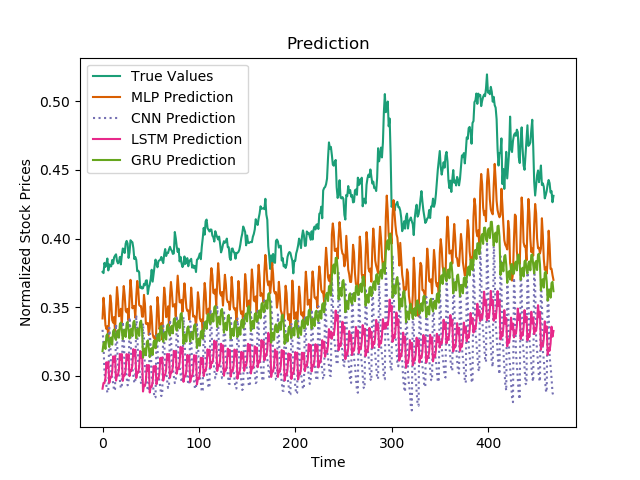 Prediction
True Values
MLP Prediction
CNN Prediction
LSTM Prediction
GRU Prediction
Normalized Stock Prices
0.50
0.45
0.40
0.35
0.30
0 100 200 300 400
Time